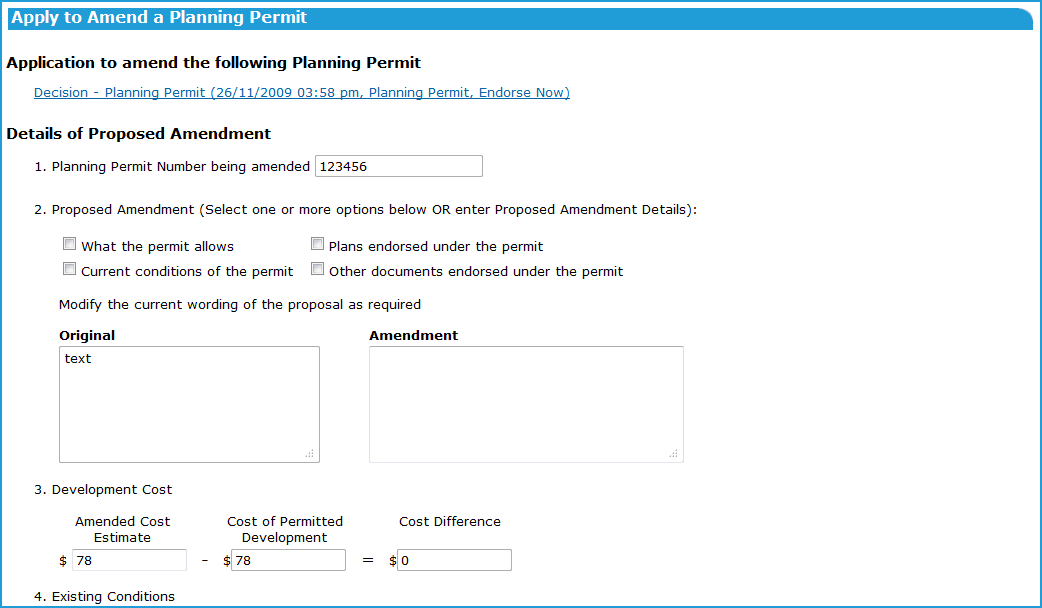 Apply to Amend a Planning Permit
Application to amend the following Planning Permit
Decision - Planning Permit (26/11/2009 03:58 pm, Planning Permit, Endorse Now)
Details of Proposed Amendment
1. Planning Permit Number being amended 123456
2. Proposed Amendment (Select one or more options below OR enter Proposed Amendment Details):
What the permit allows Plans endorsed under the permit
Current conditions of the permit Other documents endorsed under the permit
Modify the current wording of the proposal as required
Original Amendment
text
3. Development Cost
Amended Cost Cost of Permitted Cost Difference
Estimate Development
$ 78 - $ 78 = $ 0
4. Existing Conditions